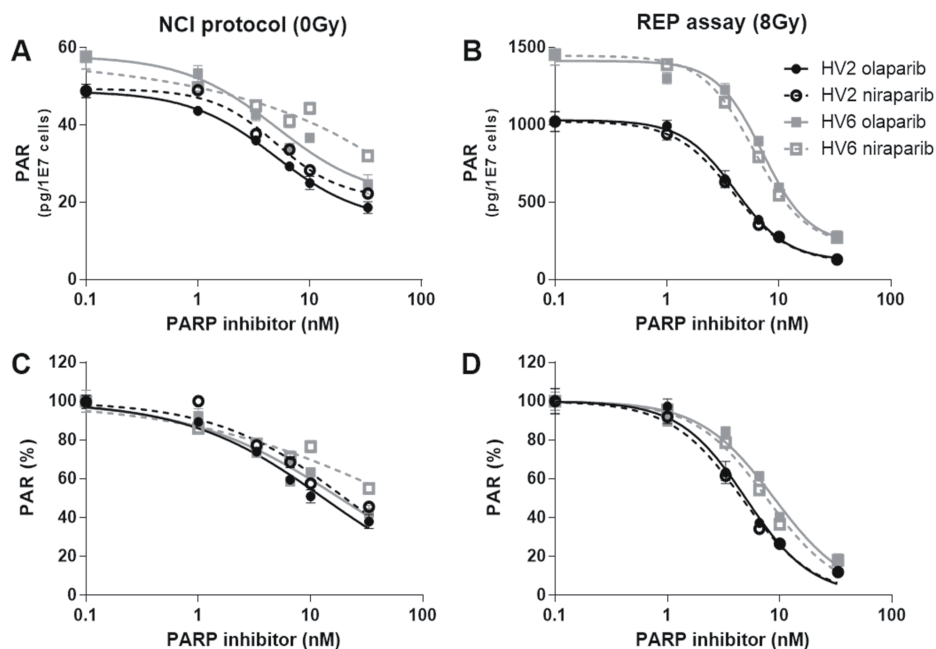 NCI protocol (0Gy)
REP assay (8Gy)
A
60
40
20
0
PAR
(pg/1E7 cells)
0.1 1 10 100
PARP inhibitor (nM)
B
1500
1000
500
0
PAR
(pg/1E7 cells)
0.1 1 10 100
PARP inhibitor (nM)
HV2 olaparib
HV2 niraparib
HV6 olaparib
HV6 niraparib
C
120
100
80
60
40
20
0
PAR (%)
0.1 1 10 100
PARP inhibitor (nM)
D
120
100
80
60
40
20
0
PAR (%)
0.1 1 10 100
PARP inhibitor (nM)